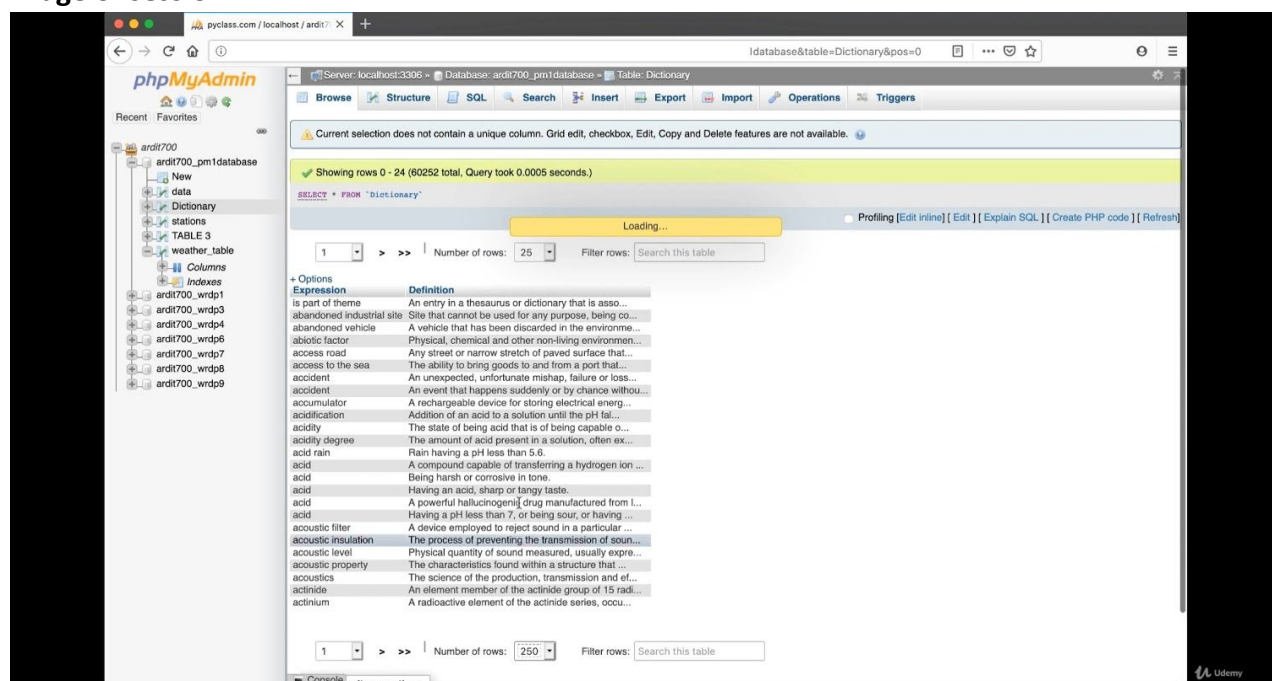 pyclass.com / localhost / ardit7
ldatabase&table=Dictionary&pos=0
phpMyAdmin
Recent Favorites
ardit700
ardit700_pm1database
New
data
Dictionary
stations
TABLE 3
weather_table
Columns
Indexes
ardit700_wrdp1
ardit700_wrdp3
ardit700_wrdp4
ardit700_wrdp6
ardit700_wrdp7
ardit700_wrdp8
ardit700_wrdp9
Server: localhost:3306 » Database: ardit700_pm1database » Table: Dictionary
Browse Structure SQL Search Insert Export Import Operations Triggers
Current selection does not contain a unique column. Grid edit, checkbox, Edit, Copy and Delete features are not available.
Showing rows 0 - 24 (60252 total, Query took 0.0005 seconds.)
SELECT * FROM `Dictionary`
Profiling [Edit inline] [ Edit ] [ Explain SQL ] [ Create PHP code ] [ Refresh]
Loading...
1 > >> Number of rows: 25 Filter rows: Search this table
+ Options
Expression Definition
is part of theme An entry in a thesaurus or dictionary that is asso...
abandoned industrial site Site that cannot be used for any purpose, being co...
abandoned vehicle A vehicle that has been discarded in the environme...
abiotic factor Physical, chemical and other non-living environmen...
access road Any street or narrow stretch of paved surface that...
access to the sea The ability to bring goods to and from a port that...
accident An unexpected, unfortunate mishap, failure or loss...
accident An event that happens suddenly or by chance withou...
accumulator A rechargeable device for storing electrical energ...
acidification Addition of an acid to a solution until the pH fal...
acidity The state of being acid that is of being capable o...
acidity degree The amount of acid present in a solution, often ex...
acid rain Rain having a pH less than 5.6.
acid A compound capable of transferring a hydrogen ion ...
acid Being harsh or corrosive in tone.
acid Having an acid, sharp or tangy taste.
acid A powerful hallucinogenic drug manufactured from l...
acid Having a pH less than 7, or being sour, or having ...
acoustic filter A device employed to reject sound in a particular ...
acoustic insulation The process of preventing the transmission of soun...
acoustic level Physical quantity of sound measured, usually expre...
acoustic property The characteristics found within a structure that ...
acoustics The science of the production, transmission and ef...
actinide An element member of the actinide group of 15 radi...
actinium A radioactive element of the actinide series, occu...
1 > >> Number of rows: 250 Filter rows: Search this table
Console
Udemy